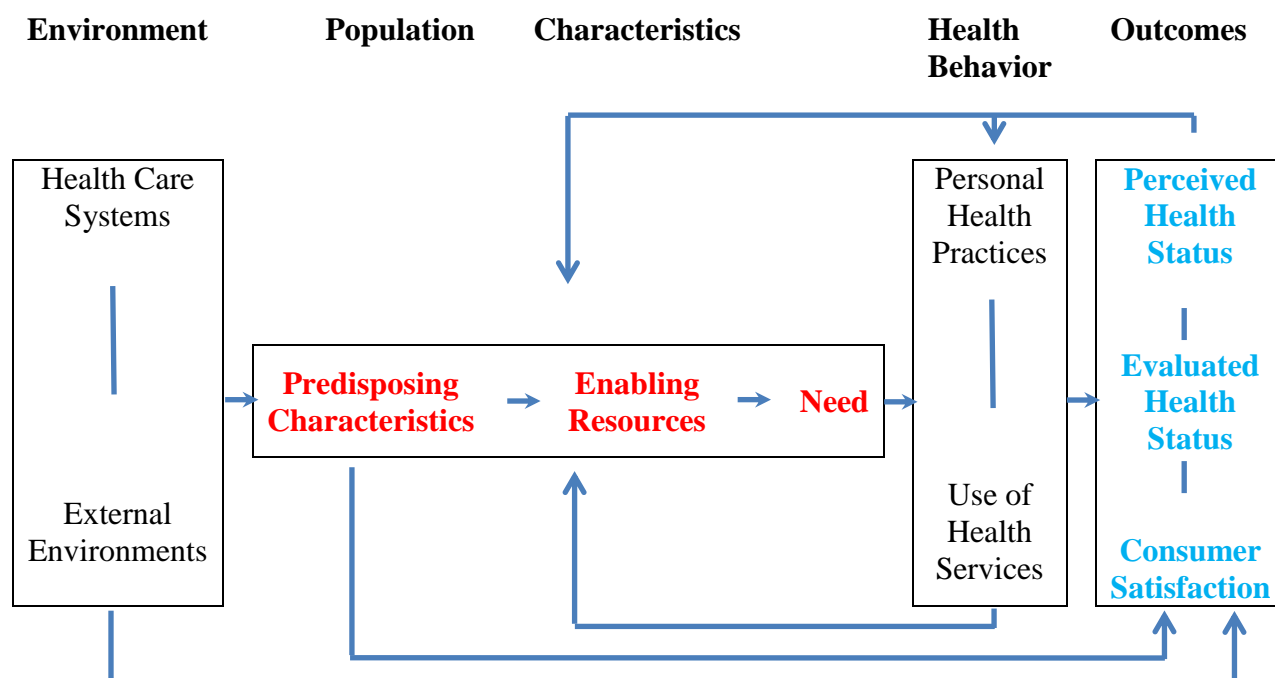 Environment
Population
Characteristics
Health
Behavior
Outcomes
Health Care
Systems
External
Environments
Predisposing
Characteristics
Enabling
Resources
Need
Personal
Health
Practices
Use of
Health
Services
Perceived
Health
Status
Evaluated
Health
Status
Consumer
Satisfaction